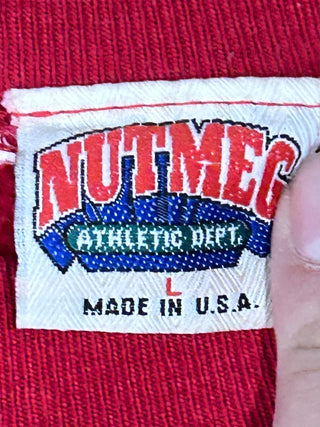 NUTMEG
ATHLETIC DEPT.
L
MADE IN U.S.A.